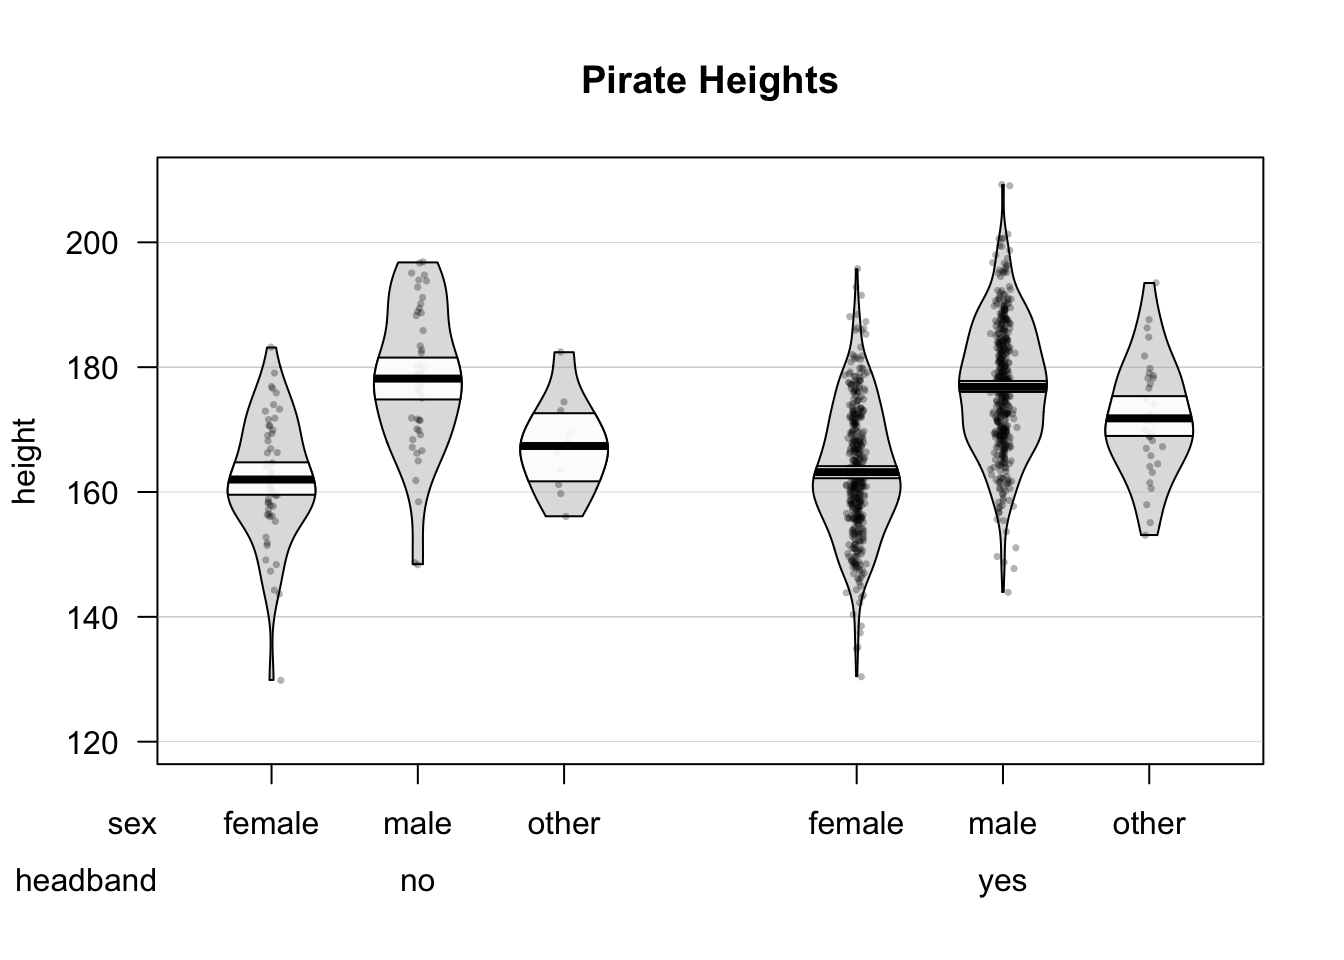 Pirate Heights
height
200
180
160
140
120
sex female male other female male other
headband no yes